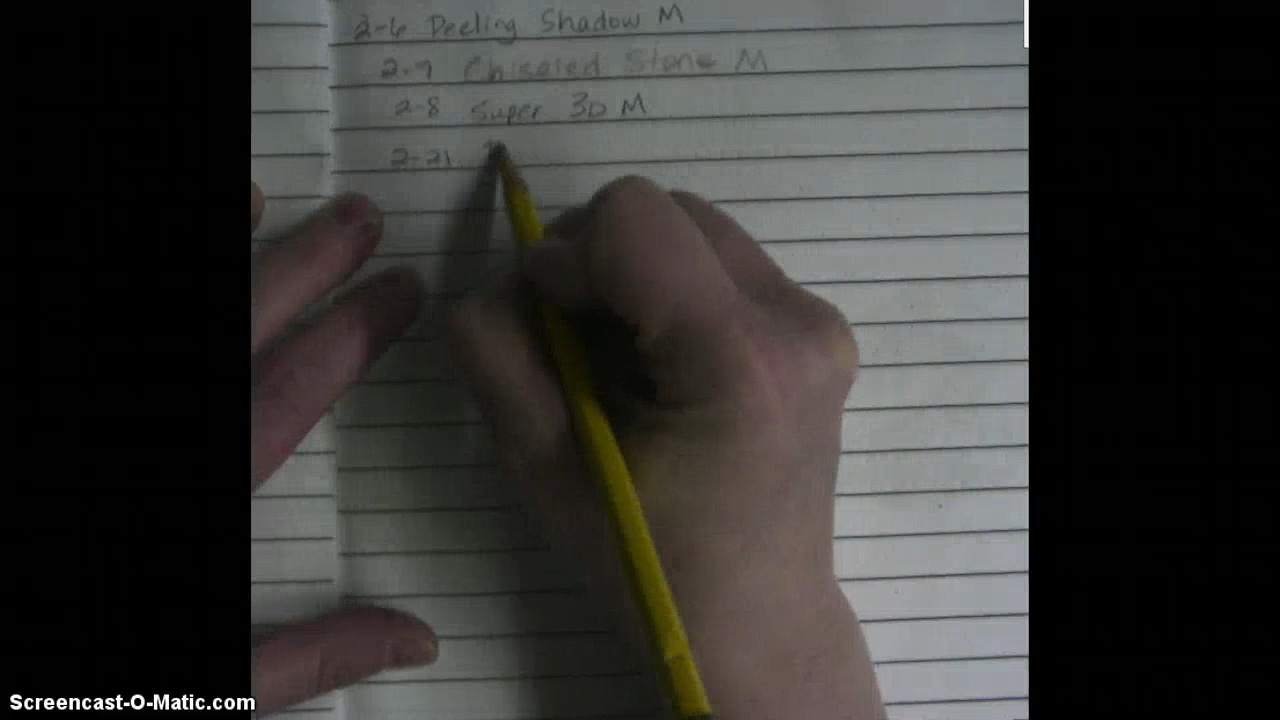 2-6 Peeling Shadow M
2-7 Chiseled Stone M
2-8 Super 3D M
2-21
Screencast-O-Matic.com